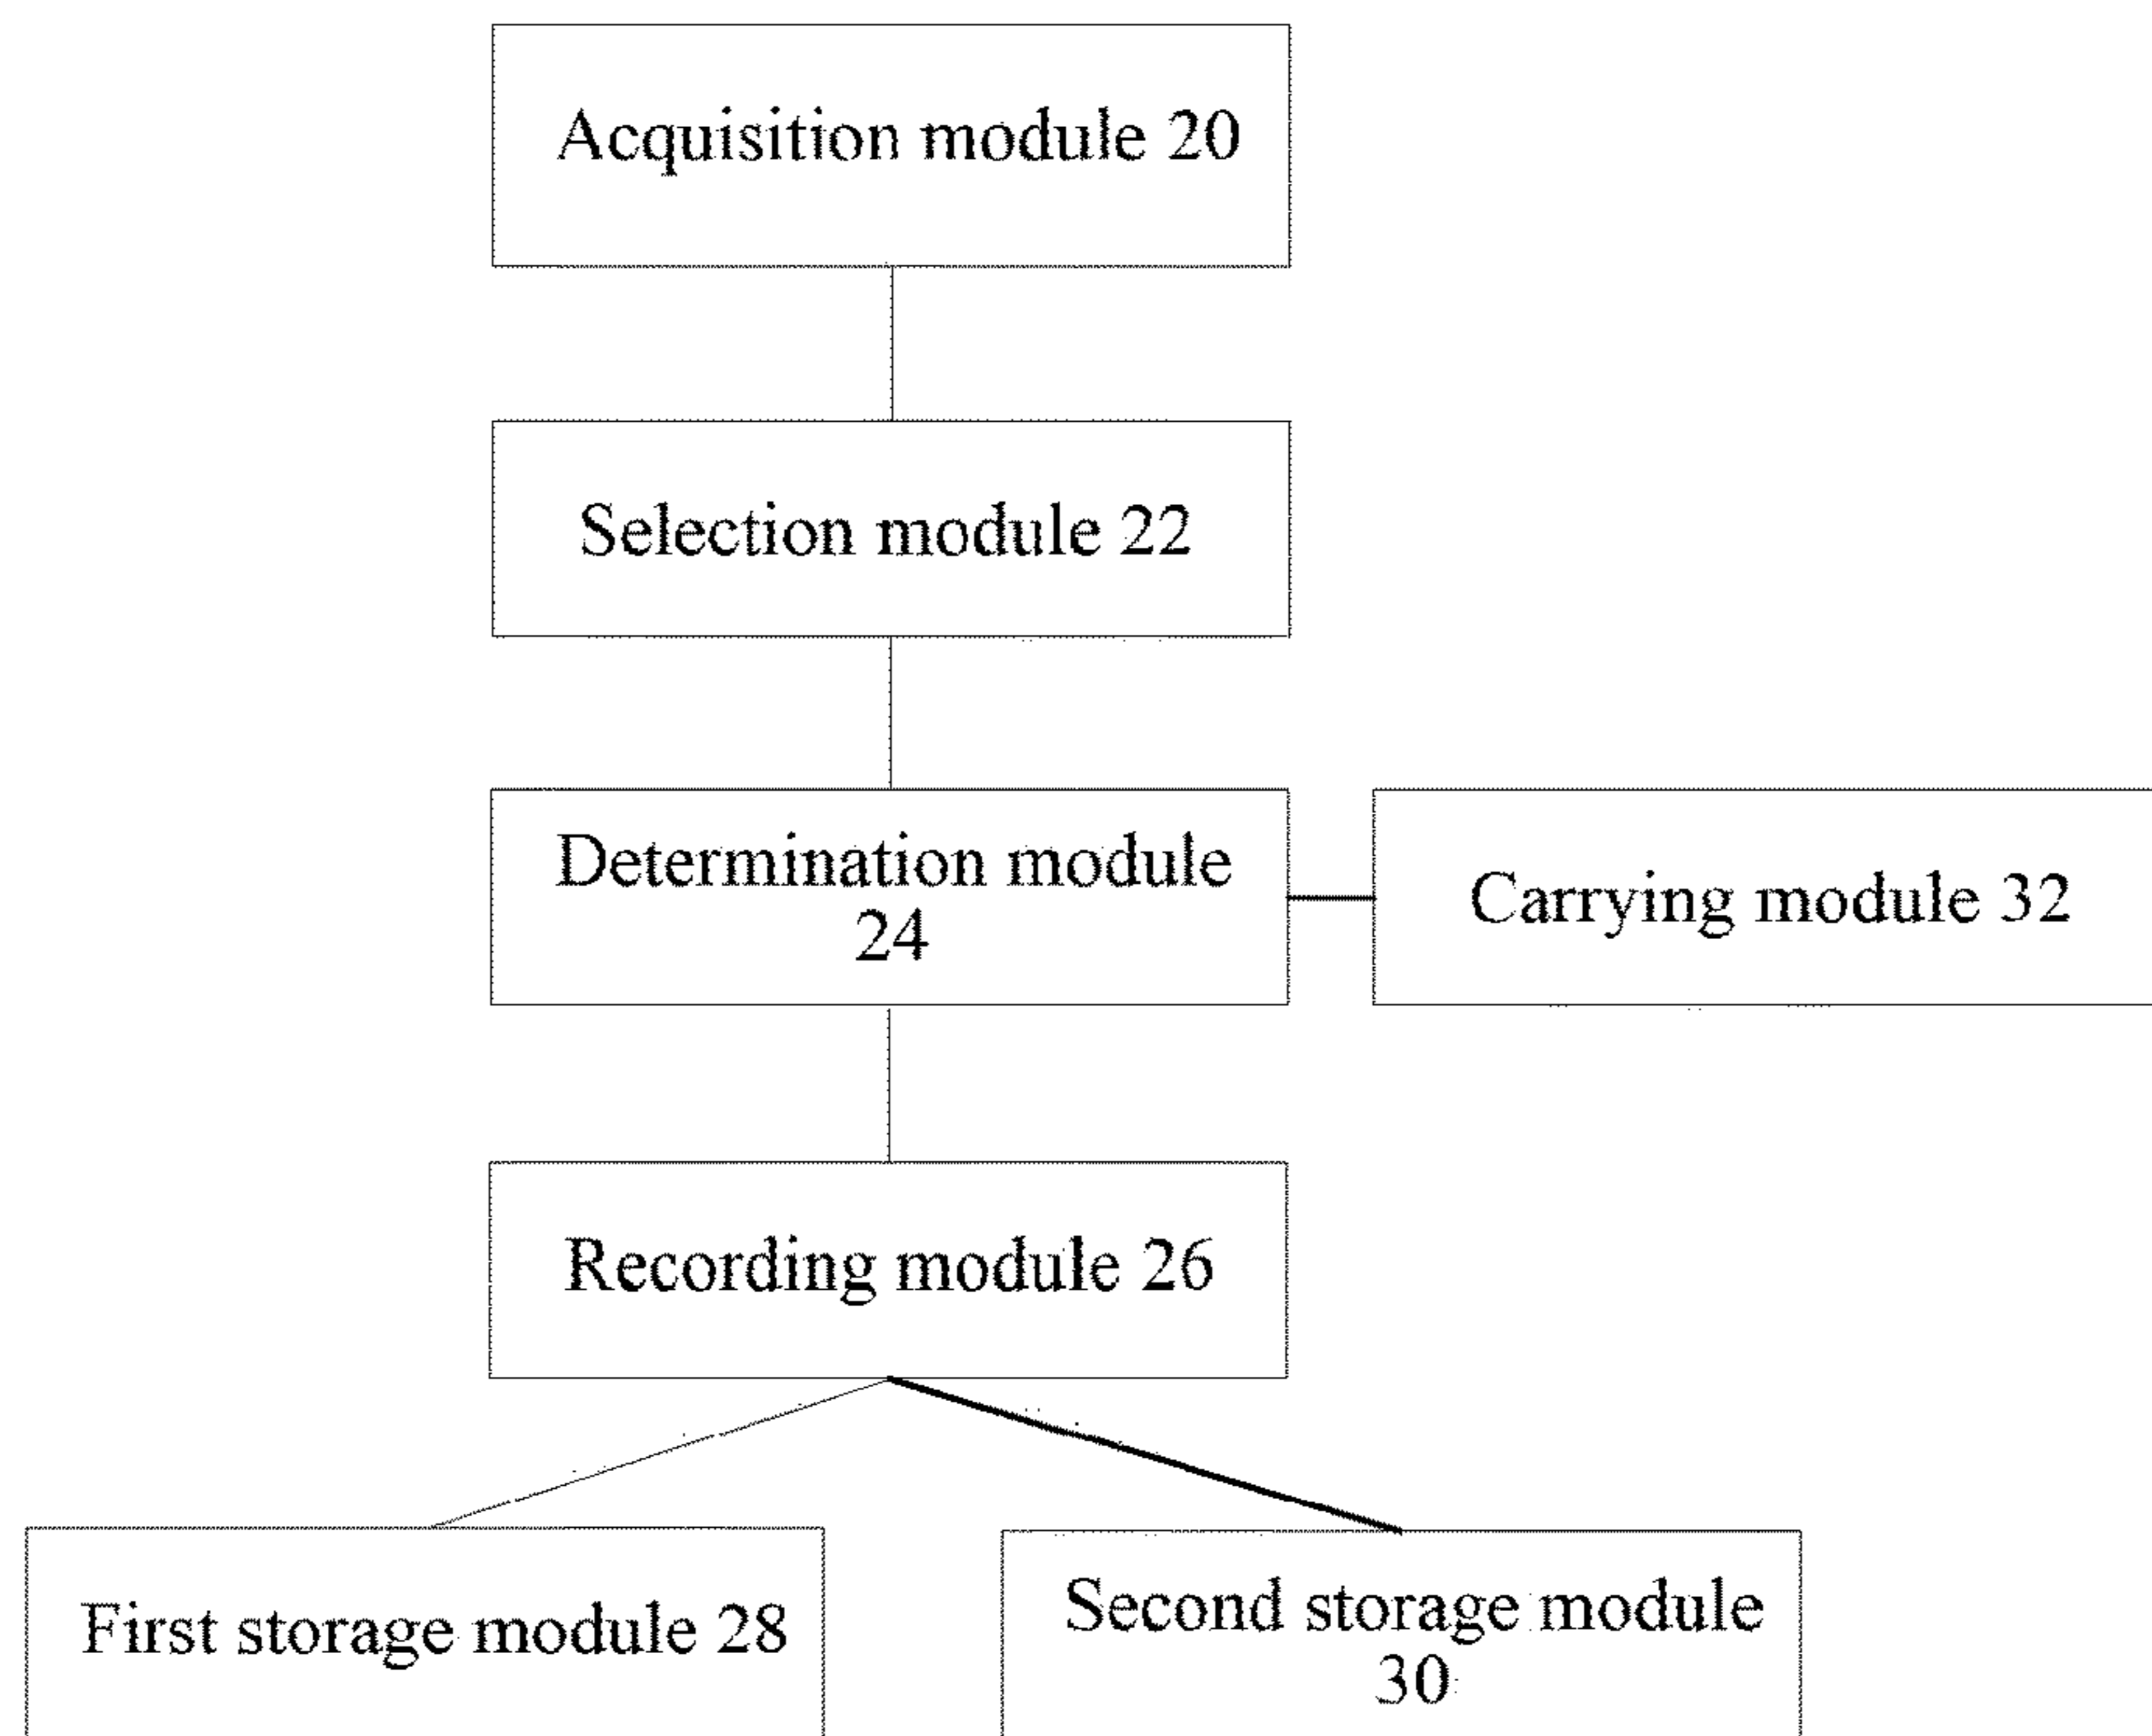 Acquisition module 20
Selection module 22
Determination module
24
Carrying module 32
Recording module 26
First storage module 28
Second storage module
30